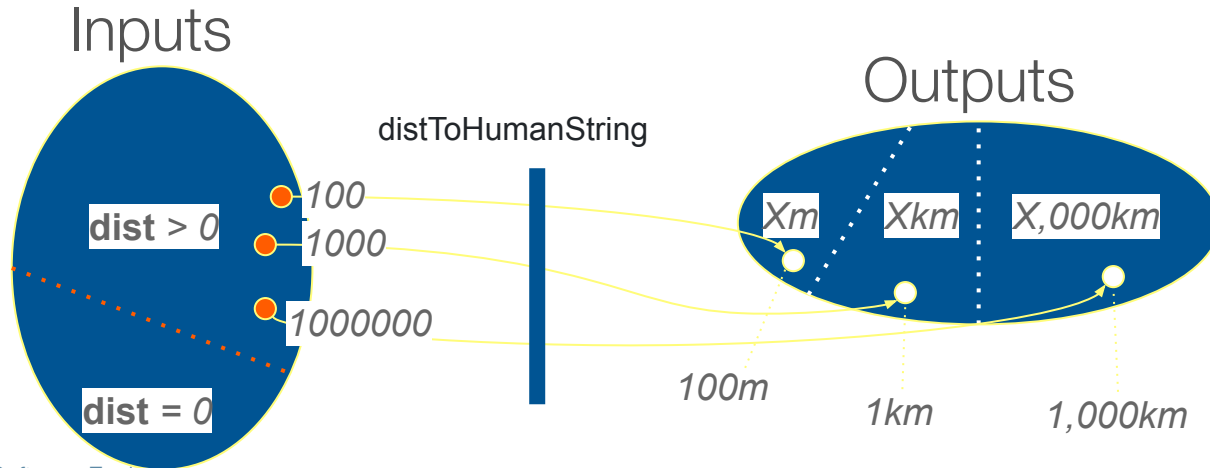 Inputs
Outputs
distToHumanString
100
dist > 0
Xm
Xkm
X,000km
1000
1000000
100m
dist = 0
1km
1,000km